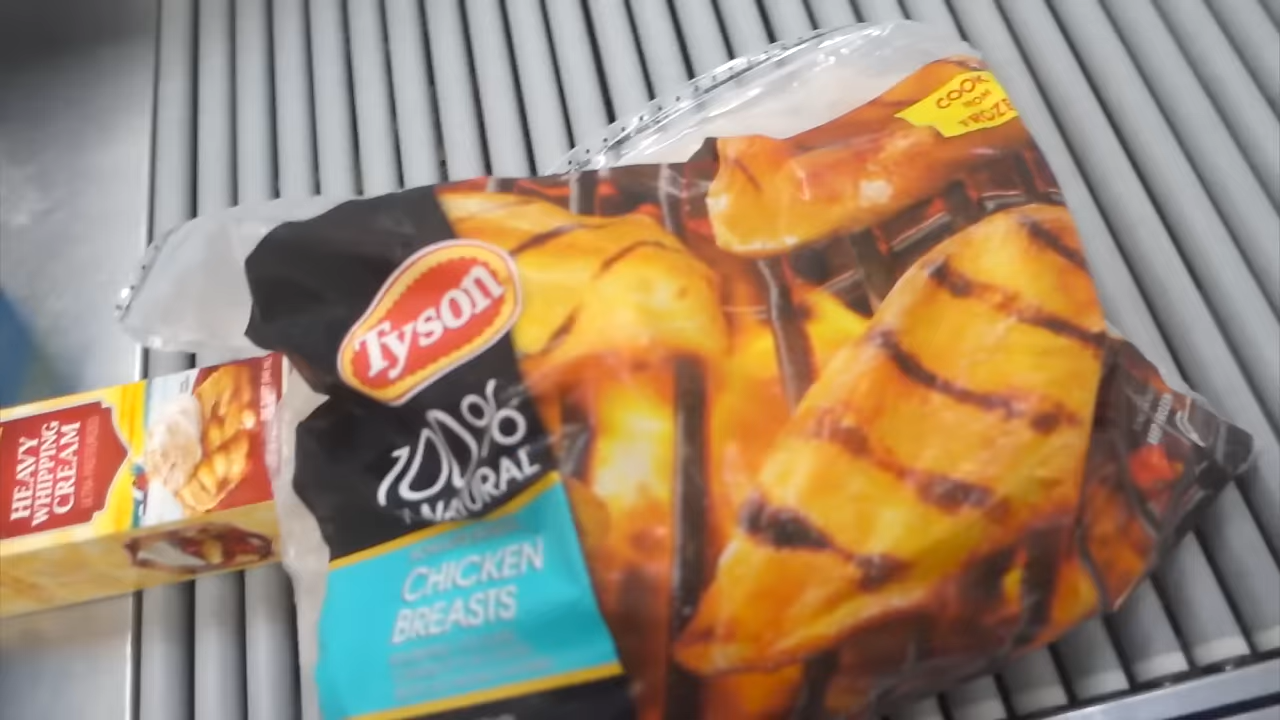 COOK
FROM
FROZEN
Tyson
100%
NATURAL
CHICKEN
BREASTS
HEAVY
WHIPPING
CREAM